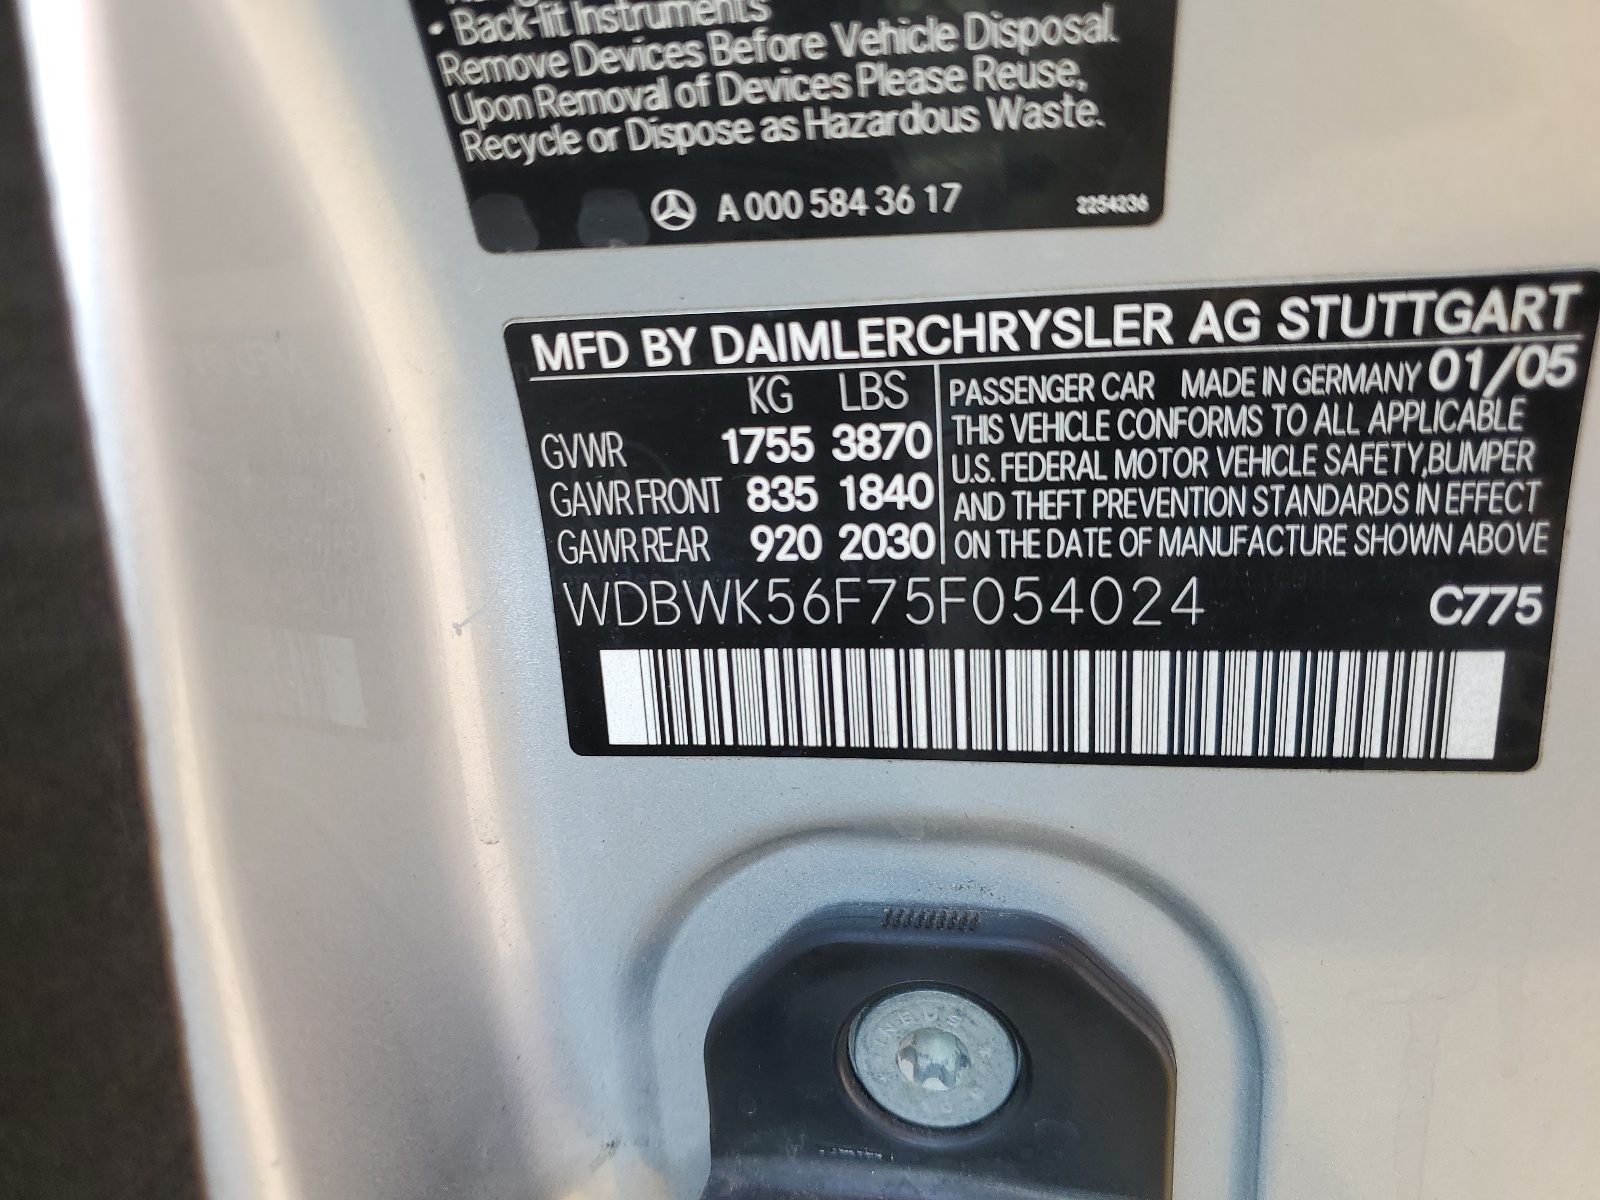 • Back-fit Instruments
Remove Devices Before Vehicle Disposal.
Upon Removal of Devices Please Reuse,
Recycle or Dispose as Hazardous Waste.
A 000 584 36 17 2254236
MFD BY DAIMLERCHRYSLER AG STUTTGART
KG LBS
GVWR 1755 3870
GAWR FRONT 835 1840
GAWR REAR 920 2030
PASSENGER CAR MADE IN GERMANY 01/05
THIS VEHICLE CONFORMS TO ALL APPLICABLE
U.S. FEDERAL MOTOR VEHICLE SAFETY, BUMPER
AND THEFT PREVENTION STANDARDS IN EFFECT
ON THE DATE OF MANUFACTURE SHOWN ABOVE
WDBWK56F75F054024 C775